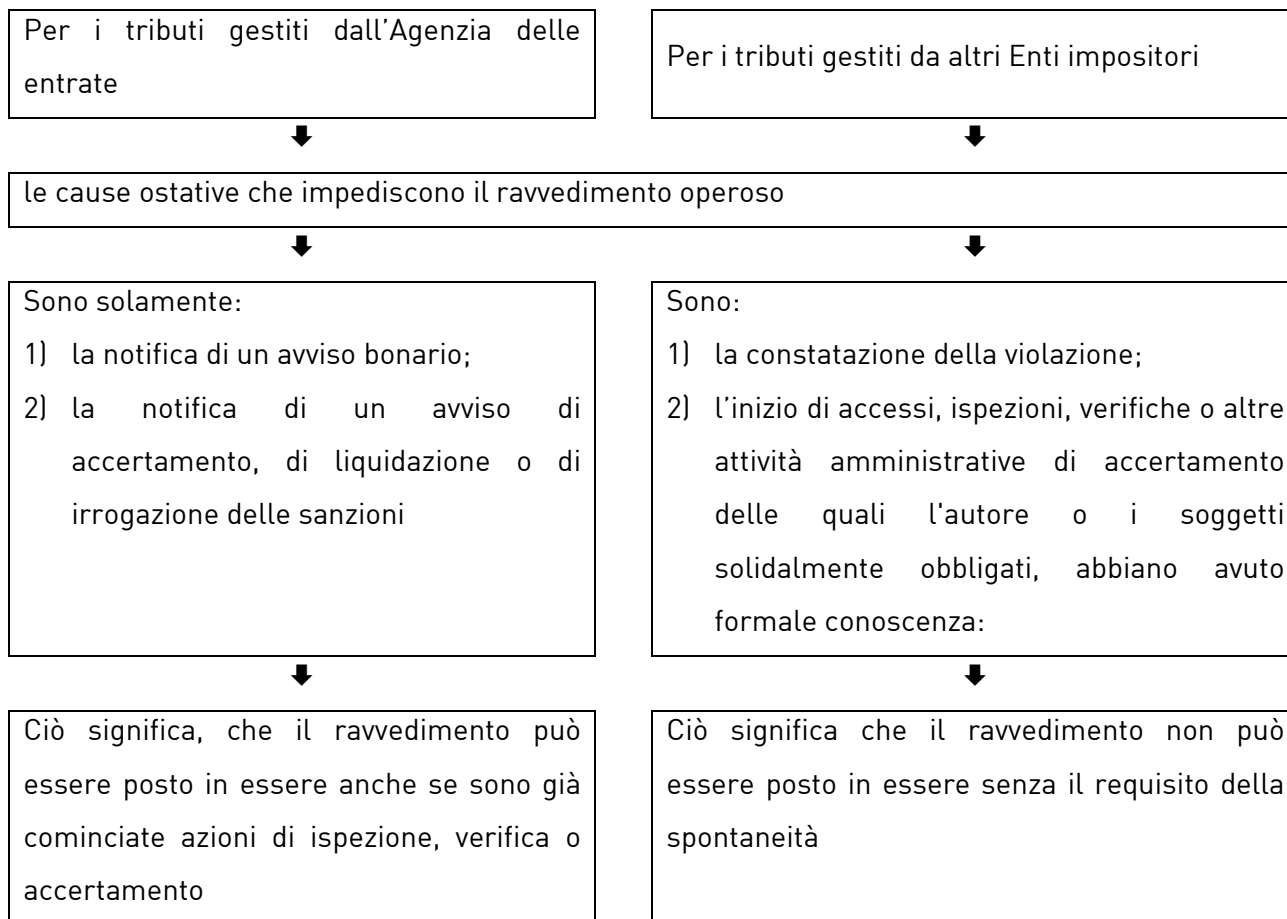 Per i tributi gestiti dall’Agenzia delle
entrate
Per i tributi gestiti da altri Enti impositori
le cause ostative che impediscono il ravvedimento operoso
Sono solamente:
1) la notifica di un avviso bonario;
2) la notifica di un avviso di
accertamento, di liquidazione o di
irrogazione delle sanzioni
Sono:
1) la constatazione della violazione;
2) l’inizio di accessi, ispezioni, verifiche o altre
attività amministrative di accertamento
delle quali l'autore o i soggetti
solidalmente obbligati, abbiano avuto
formale conoscenza:
Ciò significa, che il ravvedimento può
essere posto in essere anche se sono già
cominciate azioni di ispezione, verifica o
accertamento
Ciò significa che il ravvedimento non può
essere posto in essere senza il requisito della
spontaneità